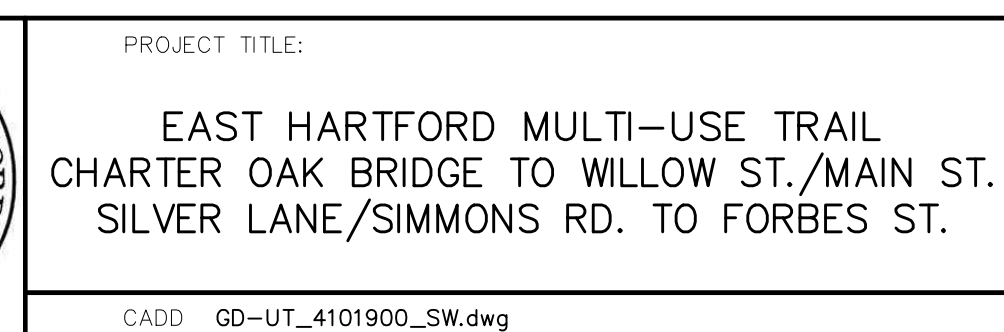 PROJECT TITLE:
EAST HARTFORD MULTI-USE TRAIL
CHARTER OAK BRIDGE TO WILLOW ST./MAIN ST.
SILVER LANE/SIMMONS RD. TO FORBES ST.
CADD GD-UT_4101900_SW.dwg